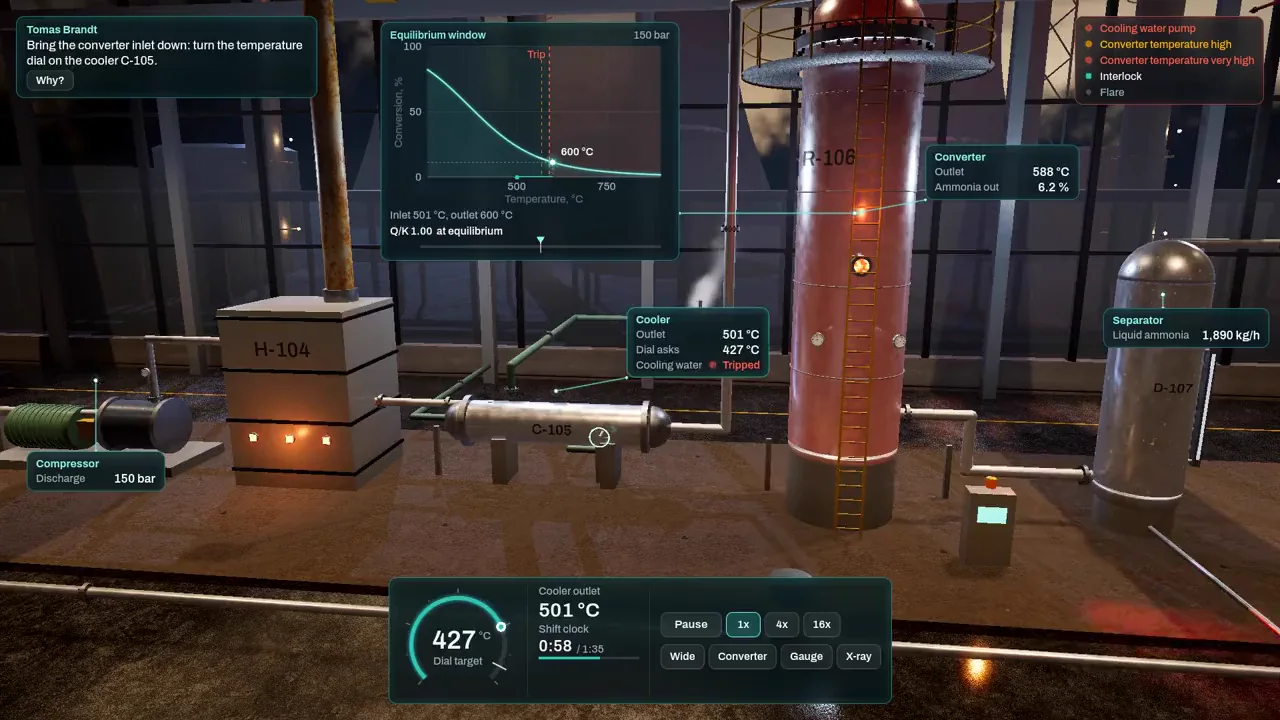 Tomas Brandt
Bring the converter inlet down: turn the temperature
dial on the cooler C-105.
Why?
Equilibrium window
150 bar
100
50
0
Conversion, %
Trip
600 °C
500
750
Temperature, °C
Inlet 501 °C, outlet 600 °C
Q/K 1.00 at equilibrium
Cooling water pump
Converter temperature high
Converter temperature very high
Interlock
Flare
R-106
Converter
Outlet 588 °C
Ammonia out 6.2 %
Cooler
Outlet 501 °C
Dial asks 427 °C
Cooling water Tripped
Separator
Liquid ammonia 1,890 kg/h
H-104
C-105
D-107
Compressor
Discharge 150 bar
427 °C
Dial target
Cooler outlet
501 °C
Shift clock
0:58 / 1:35
Pause 1x 4x 16x
Wide Converter Gauge X-ray